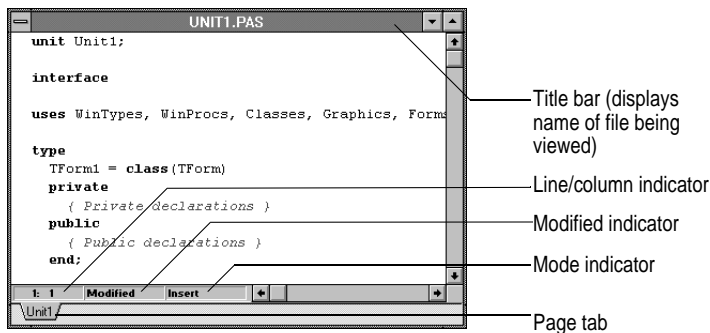 UNIT1.PAS
unit Unit1;
interface
uses WinTypes, WinProcs, Classes, Graphics, Forms
type
TForm1 = class(TForm)
private
{ Private declarations }
public
{ Public declarations }
end;
1: 1 Modified Insert
Unit1
Title bar (displays
name of file being
viewed)
Line/column indicator
Modified indicator
Mode indicator
Page tab